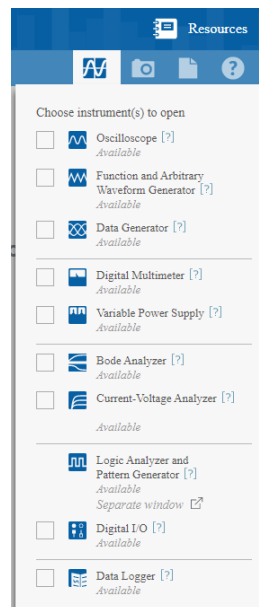 Resources
?
Choose instrument(s) to open
Oscilloscope [?]
Available
Function and Arbitrary
Waveform Generator [?]
Available
Data Generator [?]
Available
Digital Multimeter [?]
Available
Variable Power Supply [?]
Available
Bode Analyzer [?]
Available
Current-Voltage Analyzer [?]
Available
Logic Analyzer and
Pattern Generator [?]
Available
Separate window
Digital I/O [?]
Available
Data Logger [?]
Available